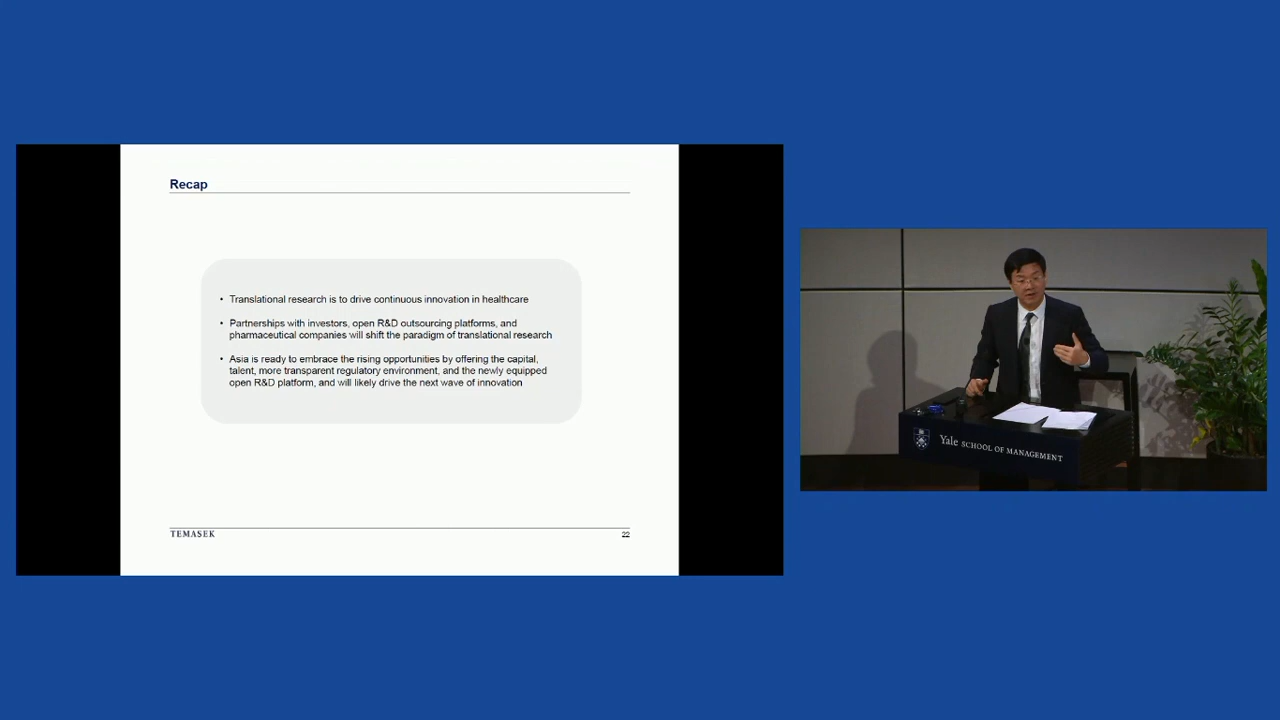 Recap
• Translational research is to drive continuous innovation in healthcare
• Partnerships with investors, open R&D outsourcing platforms, and
pharmaceutical companies will shift the paradigm of translational research
• Asia is ready to embrace the rising opportunities by offering the capital,
talent, more transparent regulatory environment, and the newly equipped
open R&D platform, and will likely drive the next wave of innovation
TEMASEK
22
Yale SCHOOL OF MANAGEMENT